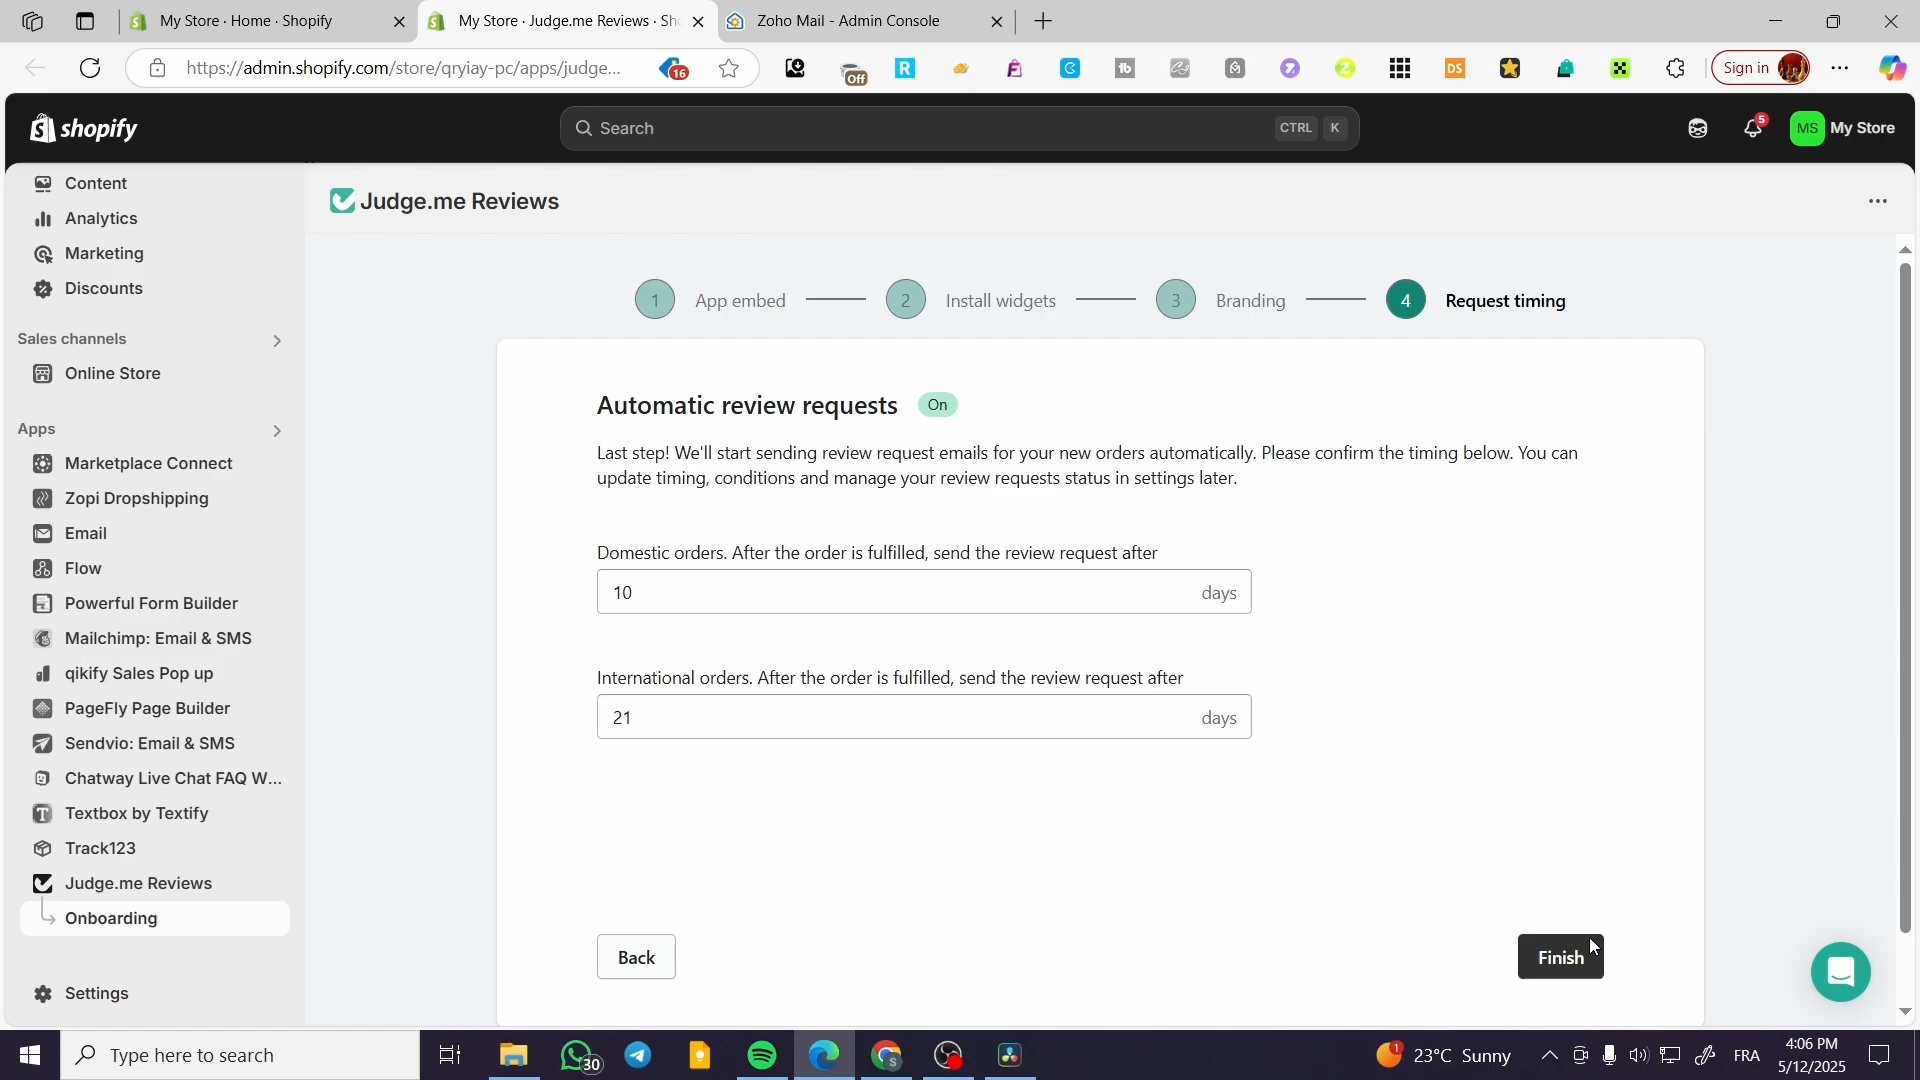 My Store · Home · Shopify
My Store · Judge.me Reviews · Sh
Zoho Mail - Admin Console
https://admin.shopify.com/store/qryiay-pc/apps/judge...
16
Off
R
DS
Sign in
shopify
Search
CTRL K
5
MS
My Store
Content
Analytics
Marketing
Discounts
Sales channels
Online Store
Apps
Marketplace Connect
Zopi Dropshipping
Email
Flow
Powerful Form Builder
Mailchimp: Email & SMS
qikify Sales Pop up
PageFly Page Builder
Sendvio: Email & SMS
Chatway Live Chat FAQ W...
Textbox by Textify
Track123
Judge.me Reviews
Onboarding
Settings
Judge.me Reviews
1 App embed
2 Install widgets
3 Branding
4 Request timing
Automatic review requests On
Last step! We'll start sending review request emails for your new orders automatically. Please confirm the timing below. You can
update timing, conditions and manage your review requests status in settings later.
Domestic orders. After the order is fulfilled, send the review request after
10 days
International orders. After the order is fulfilled, send the review request after
21 days
Back
Finish
Type here to search
30
1
23°C Sunny
FRA
4:06 PM
5/12/2025